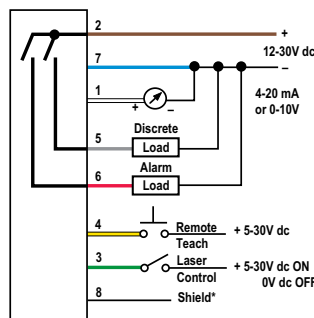 2
+
12-30V dc
7
–
1
+ –
4-20 mA
or 0-10V
Discrete
5
Load
Alarm
6
Load
4
Remote
Teach
+ 5-30V dc
3
Laser
Control
+ 5-30V dc ON
0V dc OFF
8
Shield*